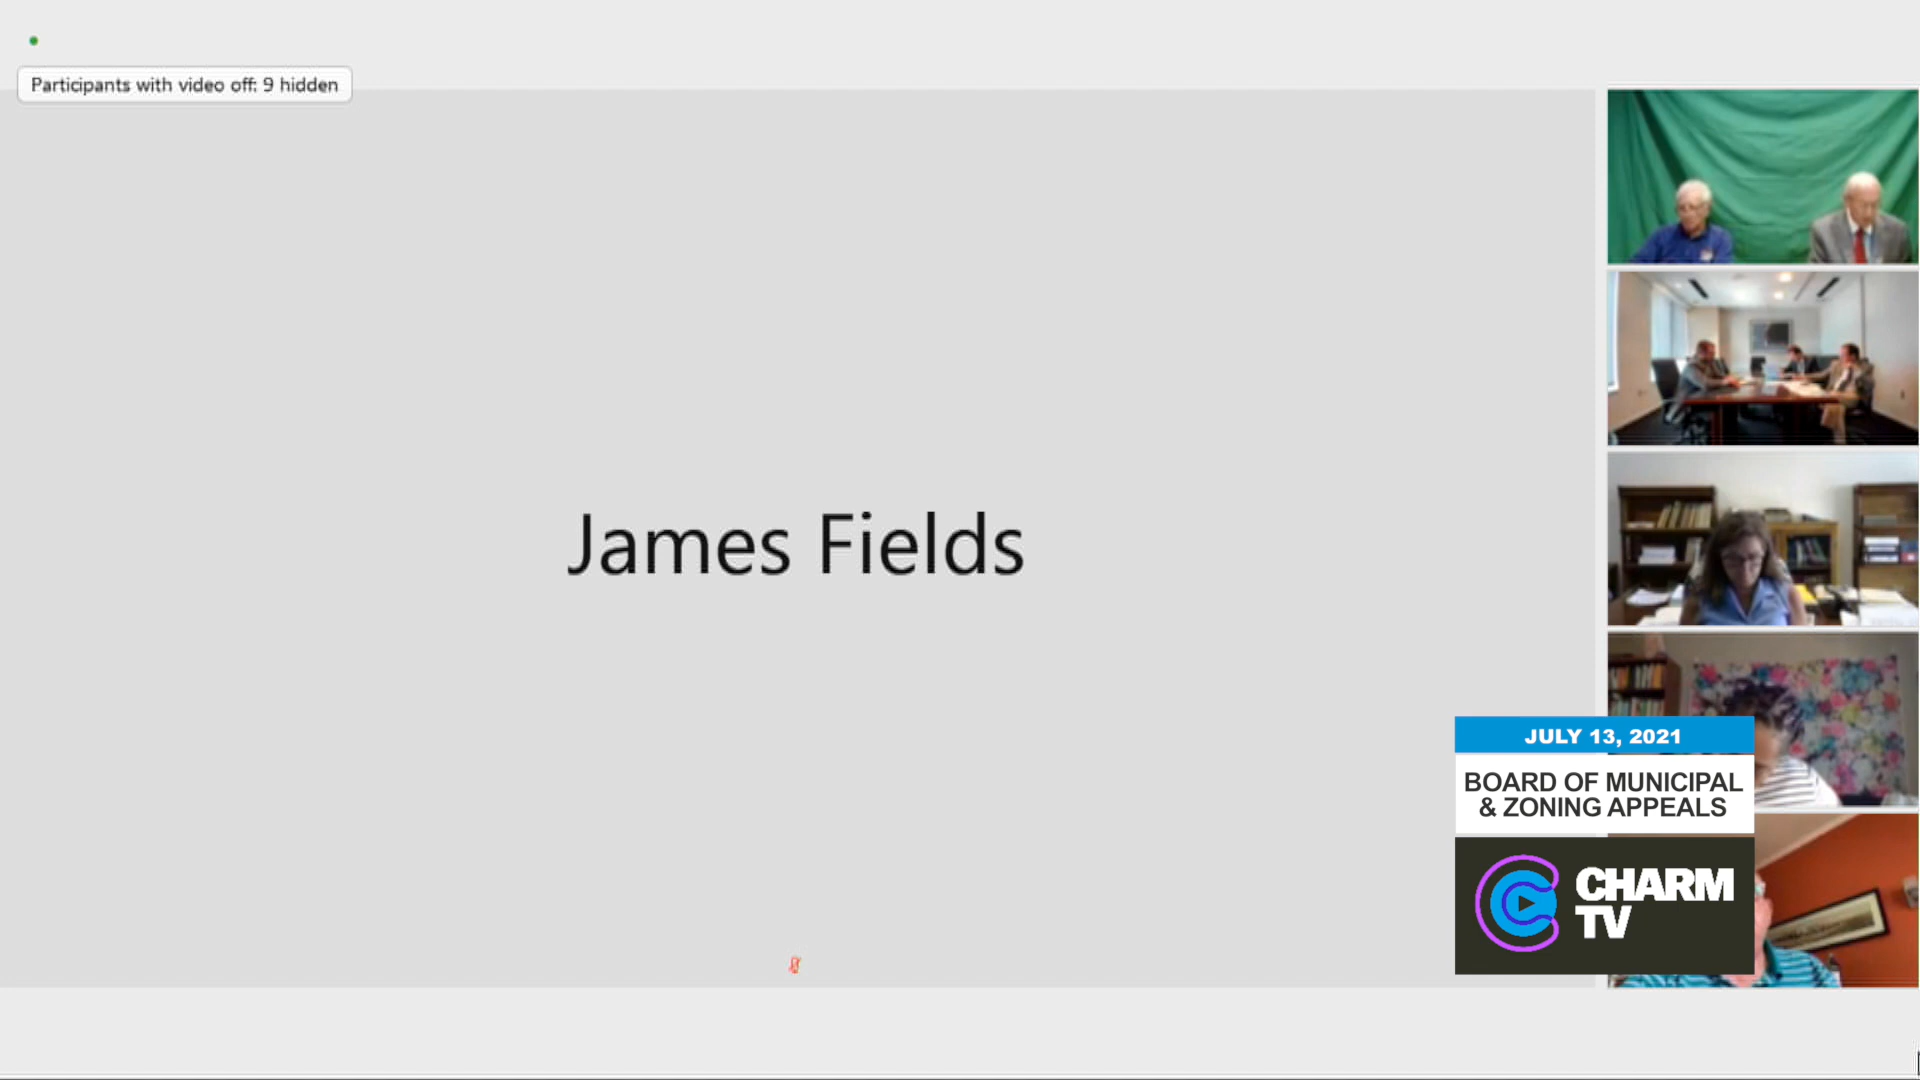 Participants with video off: 9 hidden
James Fields
JULY 13, 2021
BOARD OF MUNICIPAL
& ZONING APPEALS
CHARM
TV